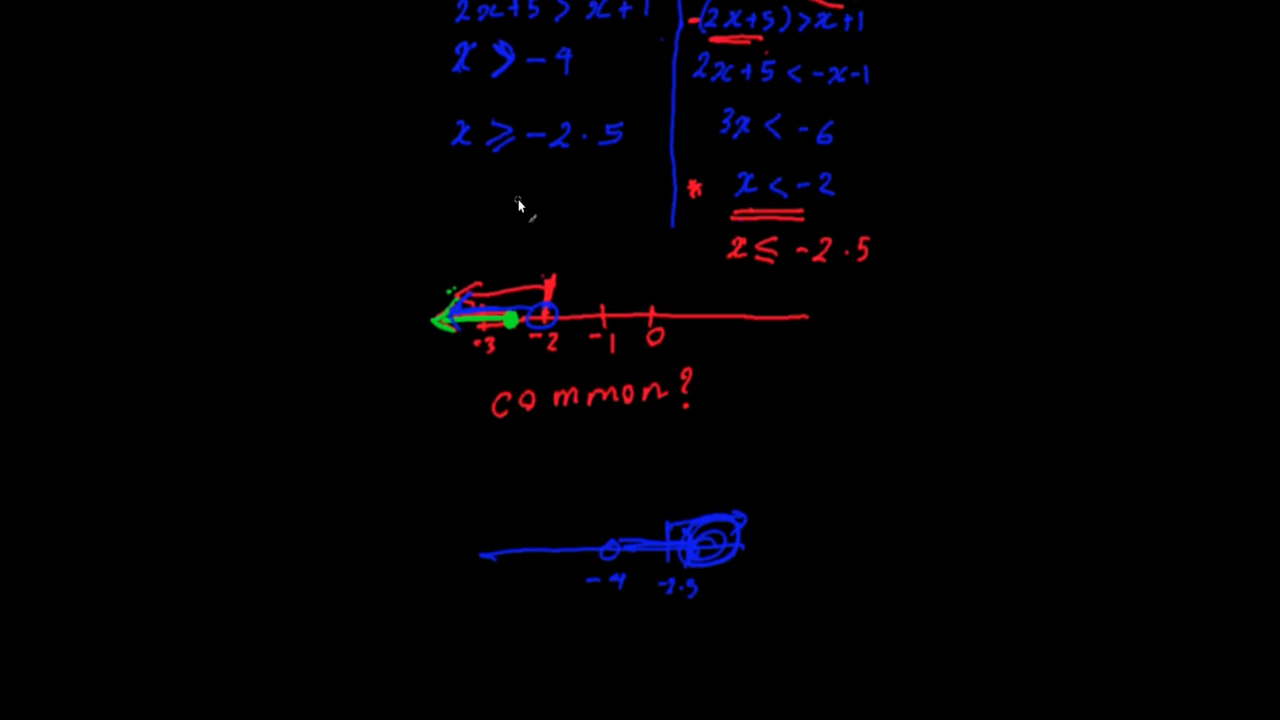 2x+5 > x+1
x > -4
x ≥ -2.5
-(2x+5) > x+1
2x+5 < -x-1
3x < -6
* x < -2
x ≤ -2.5
-3 -2 -1 0
common?
-4 -2.5